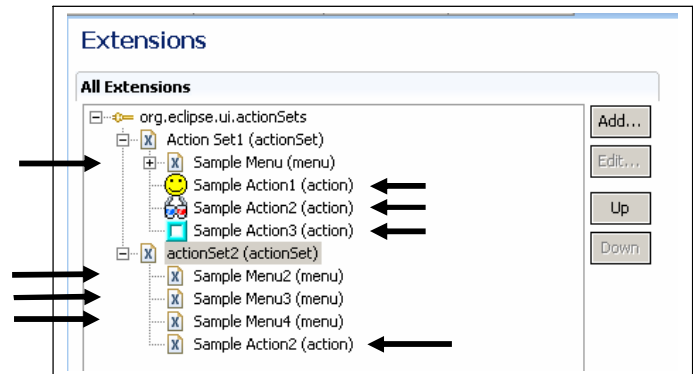 Extensions
All Extensions
org.eclipse.ui.actionSets
Add...
Action Set1 (actionSet)
Sample Menu (menu)
Edit...
Sample Action1 (action)
Sample Action2 (action)
Up
Sample Action3 (action)
actionSet2 (actionSet)
Down
Sample Menu2 (menu)
Sample Menu3 (menu)
Sample Menu4 (menu)
Sample Action2 (action)